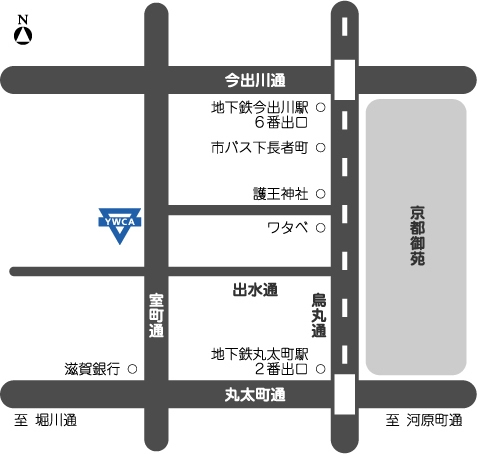 N
今出川通
地下鉄今出川駅
６番出口
市バス下長者町
護王神社
YWCA
ワタベ
京都御苑
出水通
室町通
烏丸通
地下鉄丸太町駅
２番出口
滋賀銀行
丸太町通
至 堀川通
至 河原町通